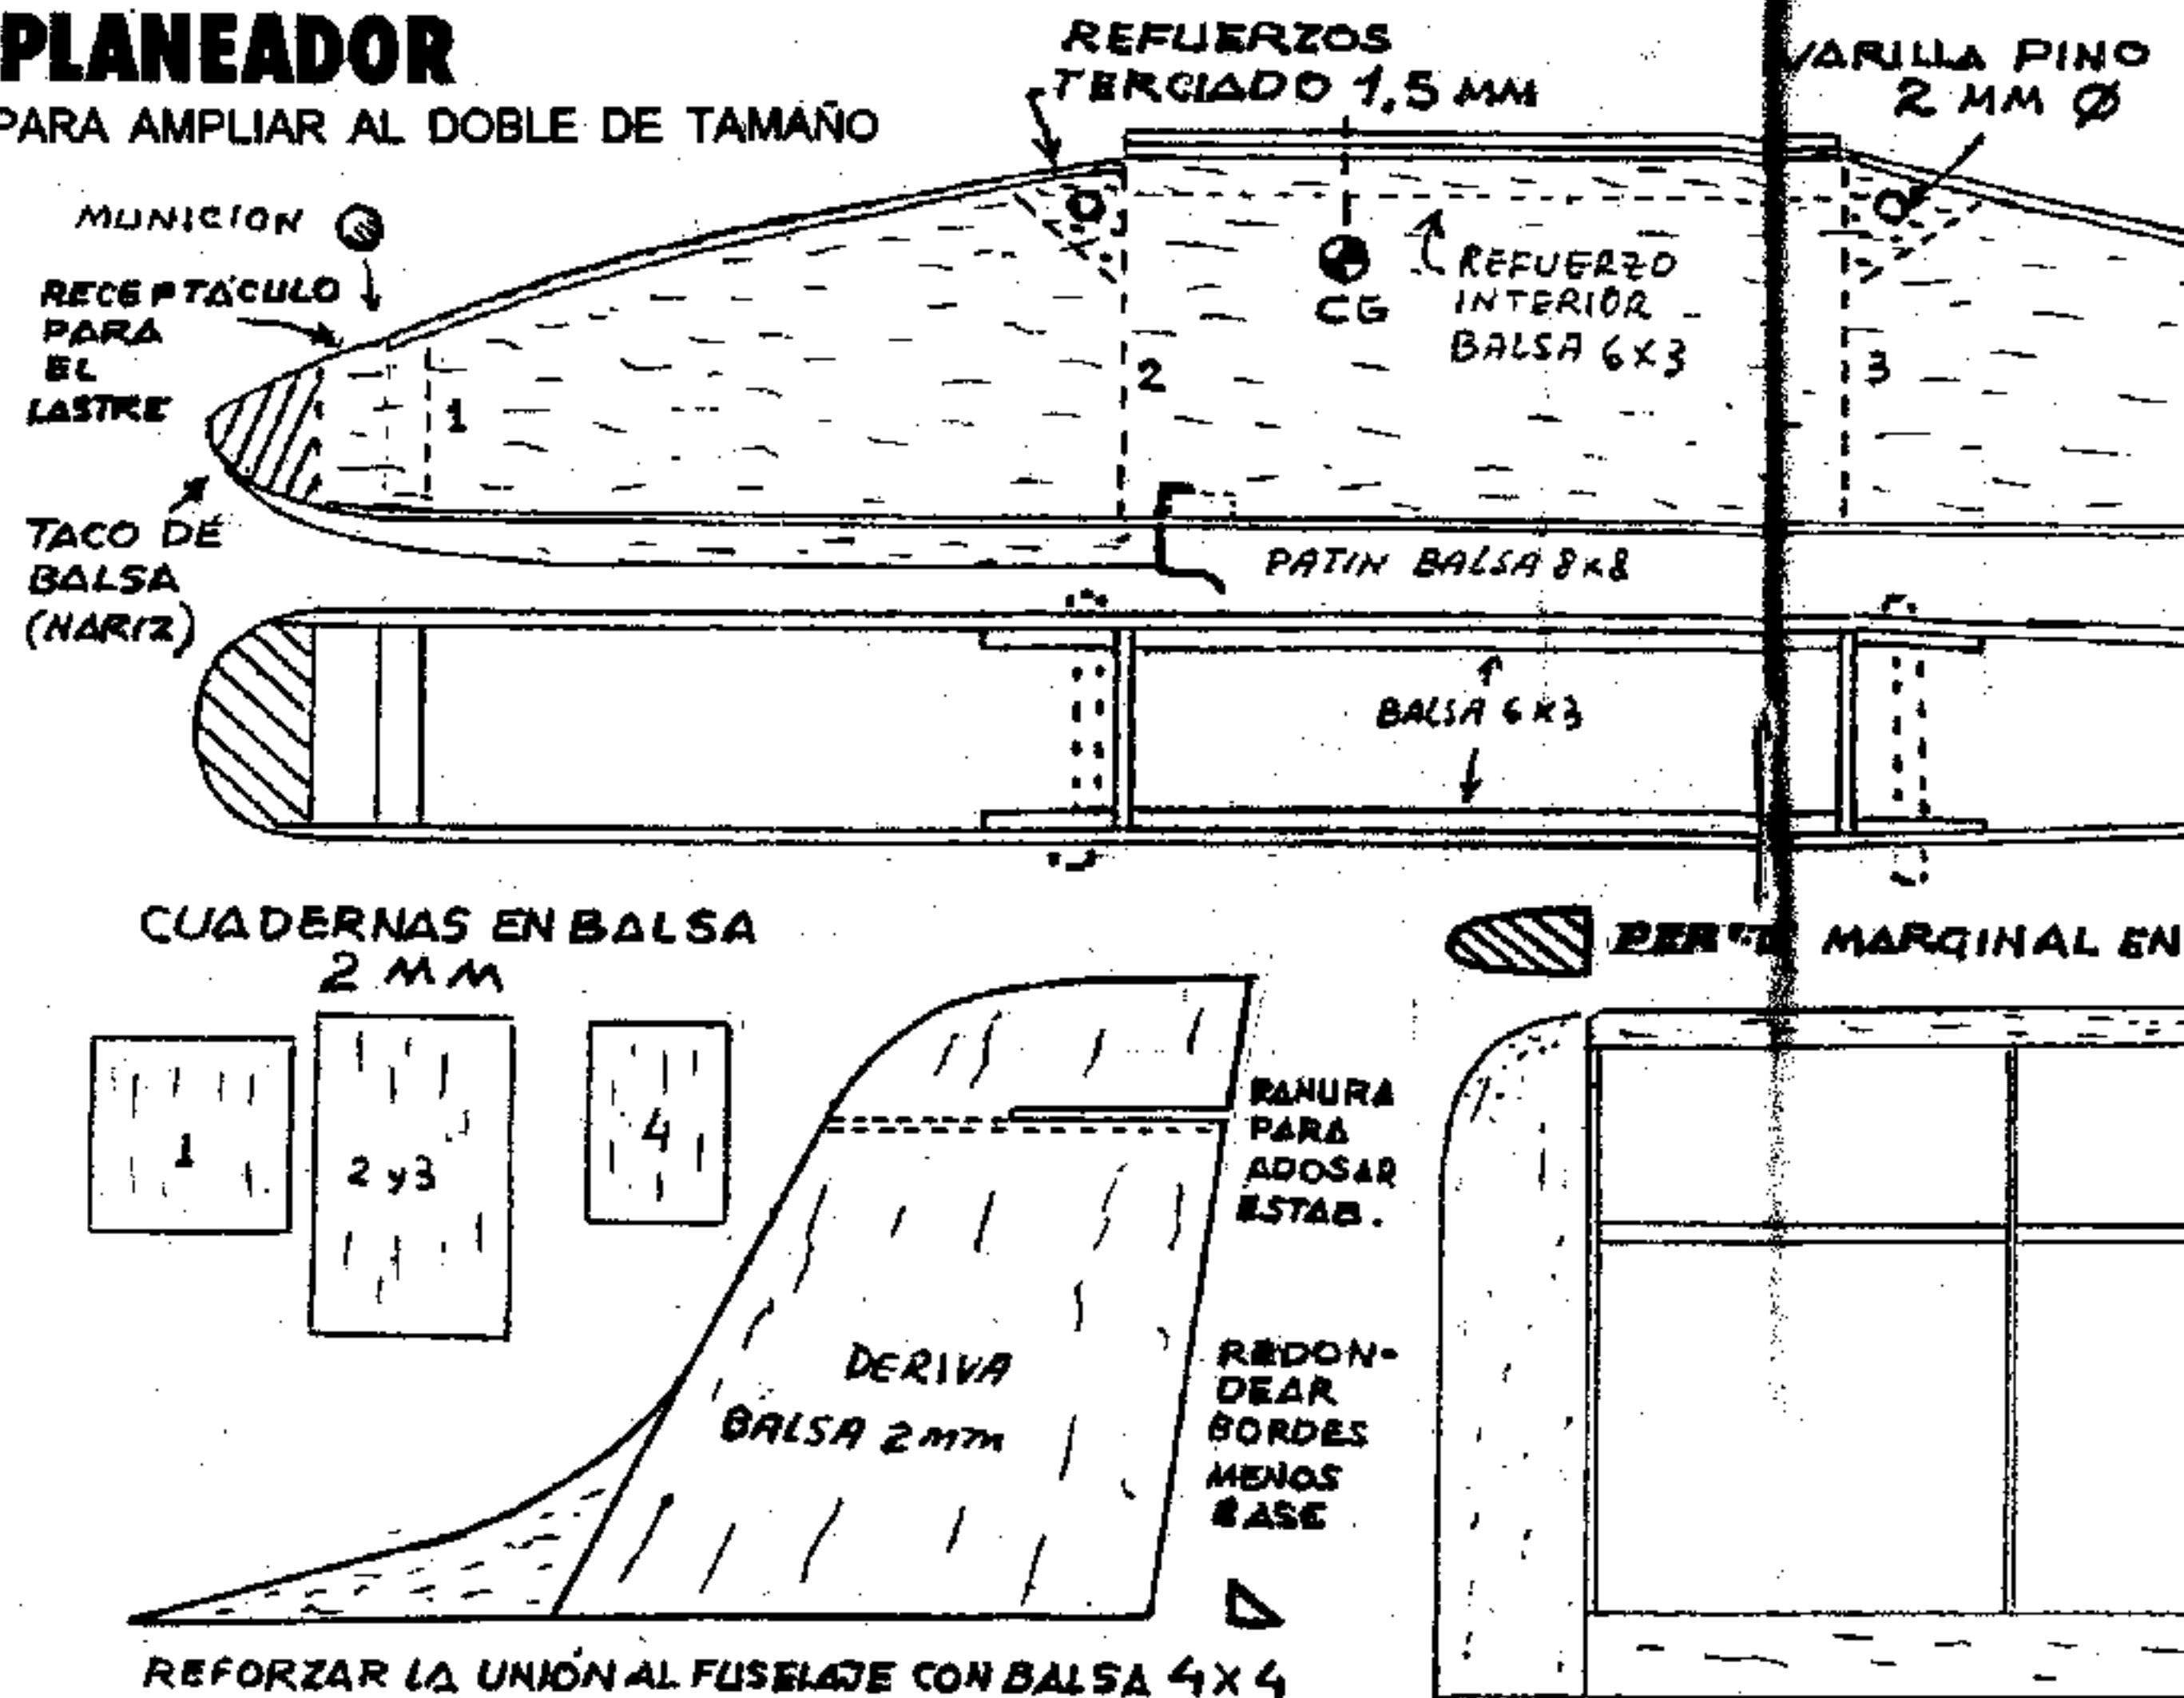 PLANEADOR
PARA AMPLIAR AL DOBLE DE TAMAÑO
REFUERZOS
TERCIADO 1,5 MM
VARILLA PINO
2 MM Ø
MUNICION
RECEPTÁCULO
PARA
EL
LASTRE
1
2
3
CG
REFUERZO
INTERIOR
BALSA 6X3
TACO DE
BALSA
(NARIZ)
PATIN BALSA 8x8
BALSA 6X3
CUADERNAS EN BALSA
2 MM
1
2 y 3
4
MARGINAL EN
RANURA
PARA
ADOSAR
ESTAB.
DERIVA
BALSA 2mm
REDON-
DEAR
BORDES
MENOS
BASE
REFORZAR LA UNIÓN AL FUSELAJE CON BALSA 4X4